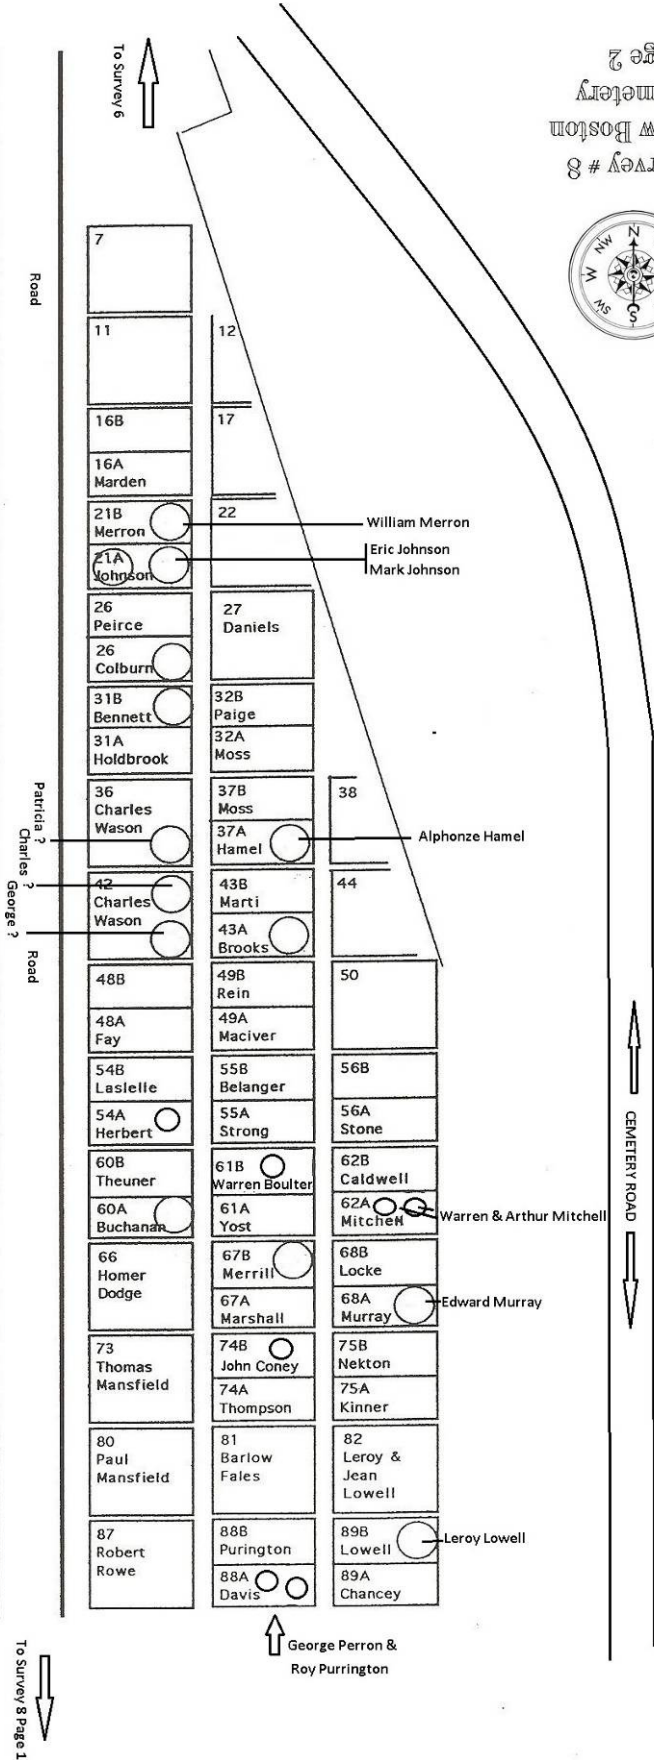 To Survey 6
ge 2
metery
w Boston
rvey # 8
N
NW
W
SW
S
Road
7
11
12
16B
17
16A
Marden
21B
Merron
22
William Merron
21A
Johnson
Eric Johnson
Mark Johnson
26
Peirce
27
Daniels
26
Colburn
31B
Bennett
32B
Paige
31A
Holdbrook
32A
Moss
36
Charles
Wason
37B
Moss
38
37A
Hamel
Alphonze Hamel
Patricia ?
Charles ?
George ?
42
Charles
Wason
43B
Marti
44
43A
Brooks
Road
48B
49B
Rein
50
48A
Fay
49A
Maciver
54B
Laslelle
55B
Belanger
56B
54A
Herbert
55A
Strong
56A
Stone
CEMETERY ROAD
60B
Theuner
61B
Warren Boulter
62B
Caldwell
60A
Buchanan
61A
Yost
62A
Mitchell
Warren & Arthur Mitchell
66
Homer
Dodge
67B
Merrill
68B
Locke
67A
Marshall
68A
Murray
Edward Murray
73
Thomas
Mansfield
74B
John Coney
75B
Nekton
74A
Thompson
75A
Kinner
80
Paul
Mansfield
81
Barlow
Fales
82
Leroy &
Jean
Lowell
87
Robert
Rowe
88B
Purington
89B
Lowell
Leroy Lowell
88A
Davis
89A
Chancey
George Perron &
Roy Purrington
To Survey 8 Page 1